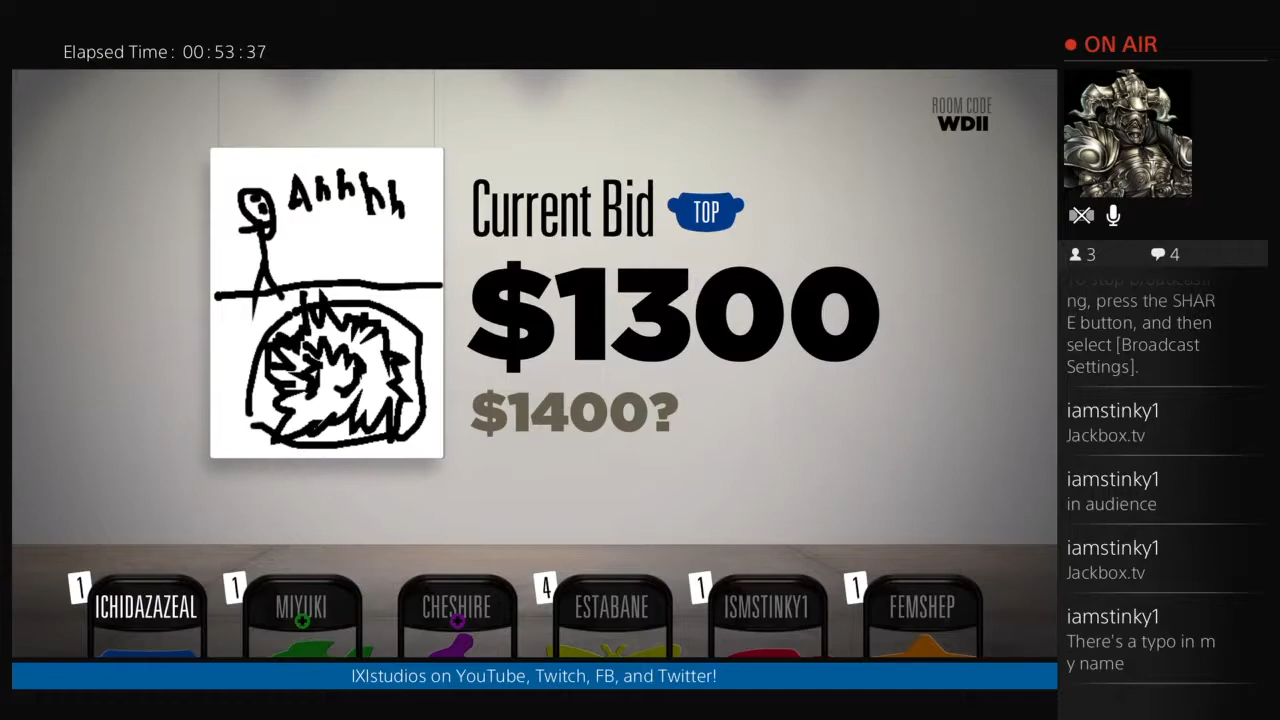 Elapsed Time: 00:53:37
ON AIR
ROOM CODE
WDII
Ahhhh
Current Bid TOP
$1300
$1400?
3 4
ng, press the SHAR
E button, and then
select [Broadcast
Settings].
iamstinky1
Jackbox.tv
iamstinky1
in audience
iamstinky1
Jackbox.tv
iamstinky1
There's a typo in m
y name
1 ICHIDAZAZEAL
1 MIYUKI
CHESHIRE
4 ESTABANE
1 ISMSTINKY1
1 FEMSHEP
IXIstudios on YouTube, Twitch, FB, and Twitter!